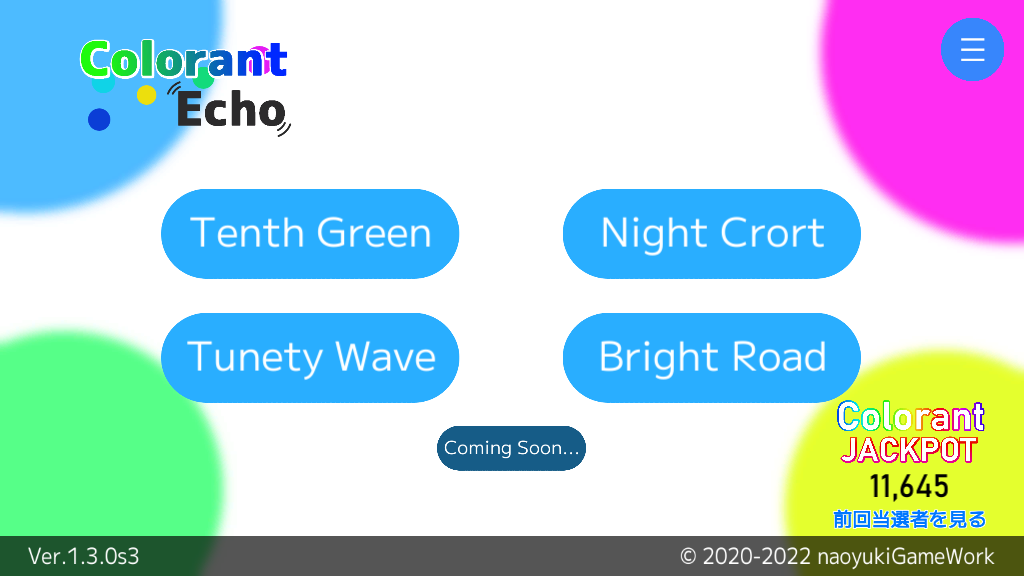 Colorant
Echo
Tenth Green
Night Crort
Tunety Wave
Bright Road
Coming Soon...
Colorant
JACKPOT
11,645
前回当選者を見る
Ver.1.3.0s3
© 2020-2022 naoyukiGameWork